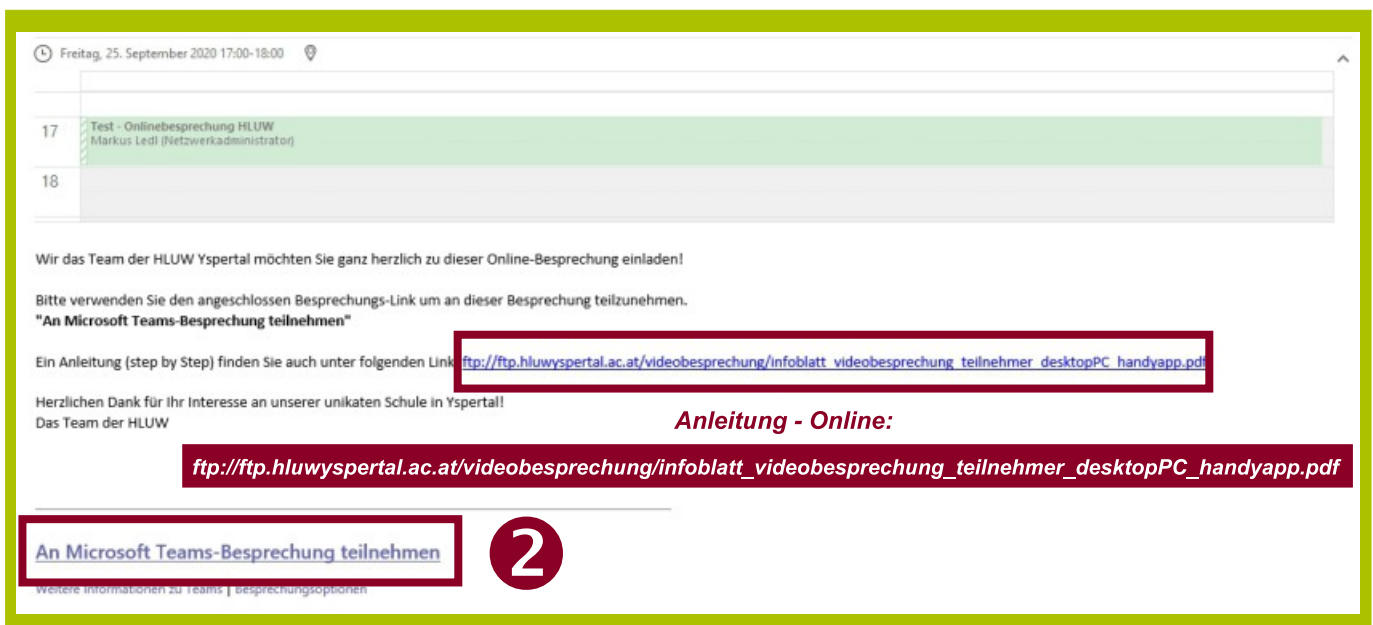 Freitag, 25. September 2020 17:00-18:00
17
Test - Onlinebesprechung HLUW
Markus Ledl (Netzwerkadministrator)
18
Wir das Team der HLUW Yspertal möchten Sie ganz herzlich zu dieser Online-Besprechung einladen!
Bitte verwenden Sie den angeschlossen Besprechungs-Link um an dieser Besprechung teilzunehmen.
"An Microsoft Teams-Besprechung teilnehmen"
Ein Anleitung (step by Step) finden Sie auch unter folgenden Link ftp://ftp.hluwyspertal.ac.at/videobesprechung/infoblatt_videobesprechung_teilnehmer_desktopPC_handyapp.pdf
Herzlichen Dank für Ihr Interesse an unserer unikaten Schule in Yspertal!
Das Team der HLUW
Anleitung - Online:
ftp://ftp.hluwyspertal.ac.at/videobesprechung/infoblatt_videobesprechung_teilnehmer_desktopPC_handyapp.pdf
An Microsoft Teams-Besprechung teilnehmen
2
Weitere Informationen zu Teams | Besprechungsoptionen